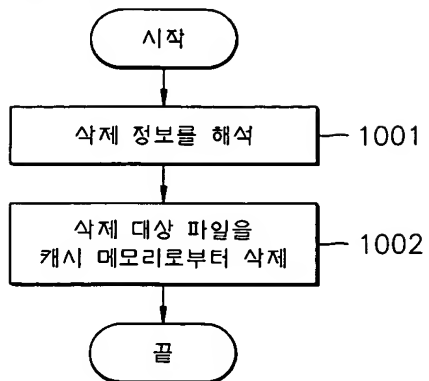 시작
삭제 정보를 해석
1001
삭제 대상 파일을
캐시 메모리로부터 삭제
1002
끝